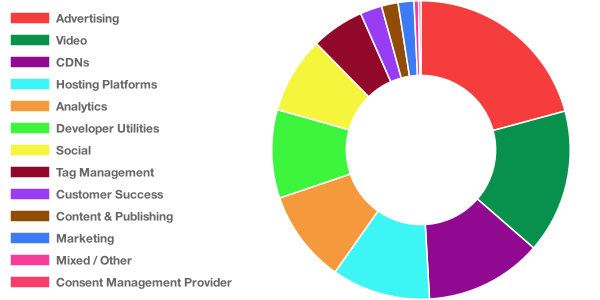 Advertising
Video
CDNs
Hosting Platforms
Analytics
Developer Utilities
Social
Tag Management
Customer Success
Content & Publishing
Marketing
Mixed / Other
Consent Management Provider